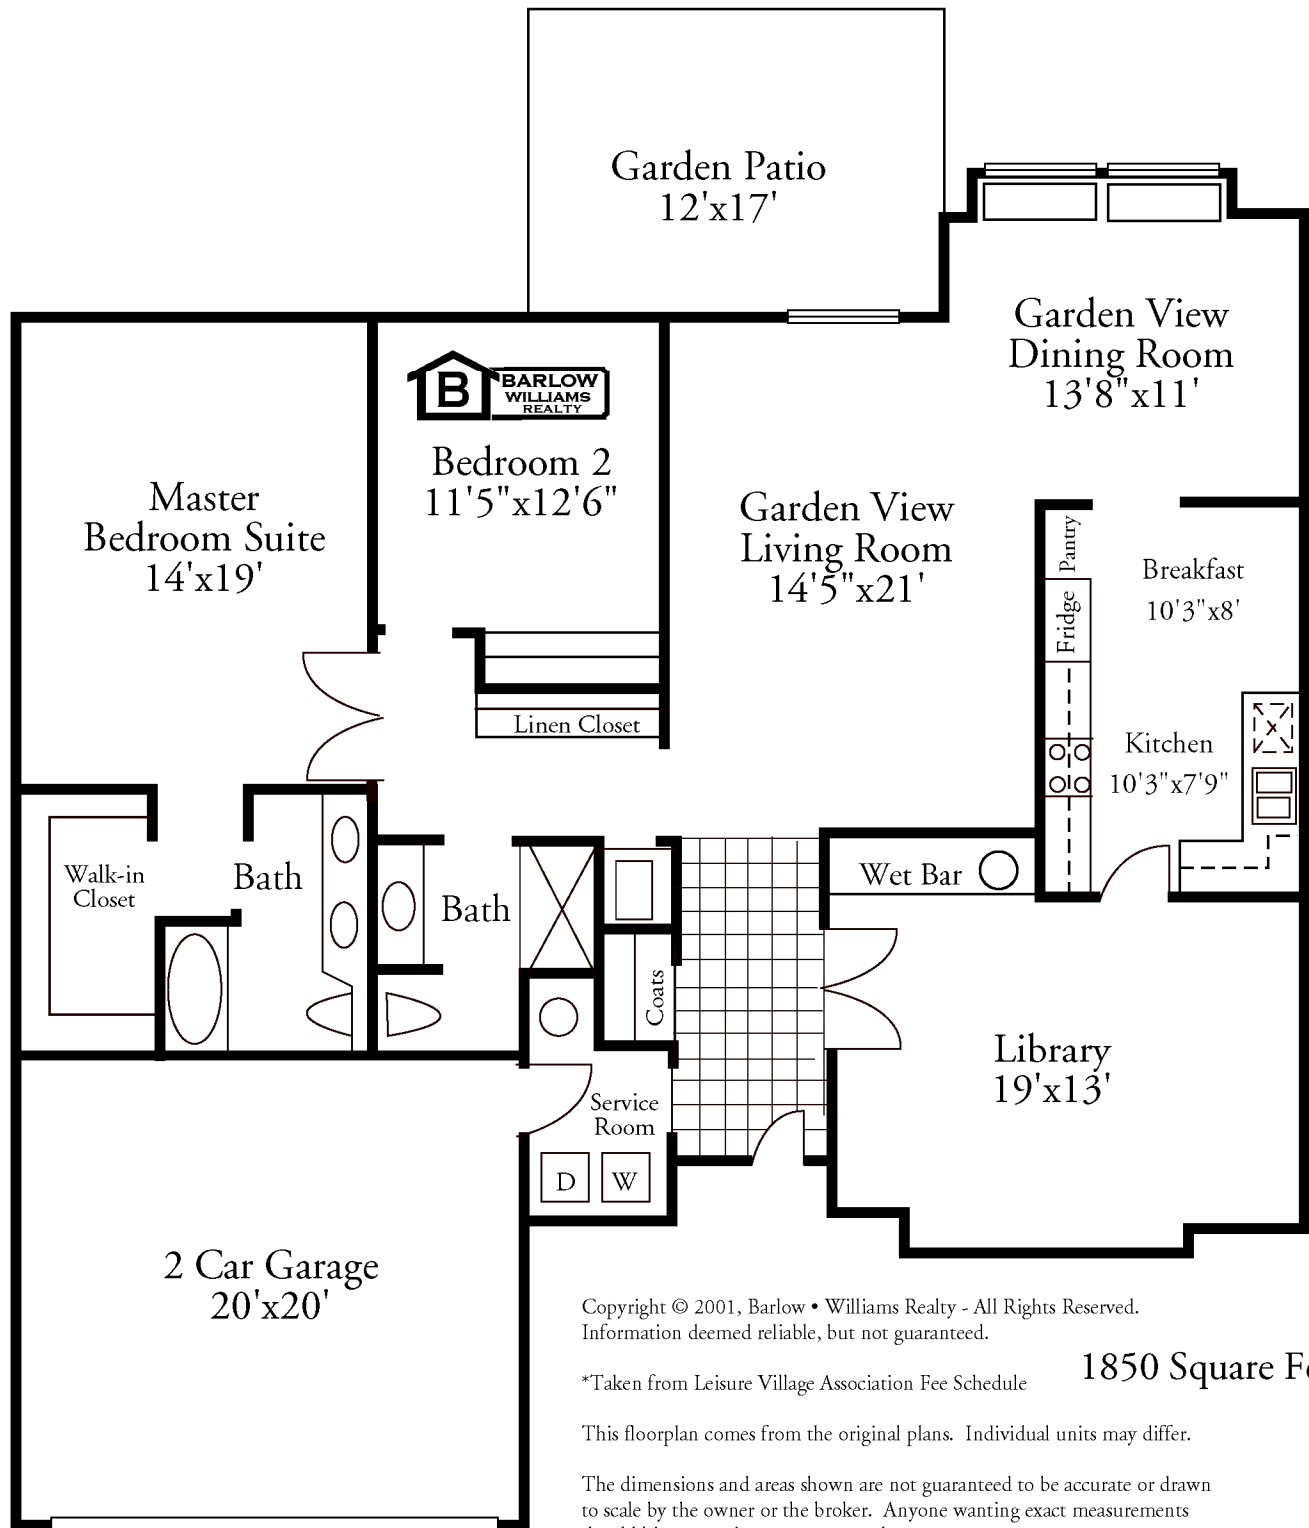 Garden Patio
12'x17'
Garden View
Dining Room
13'8"x11'
B
BARLOW
WILLIAMS
REALTY
Bedroom 2
11'5"x12'6"
Master
Bedroom Suite
14'x19'
Garden View
Living Room
14'5"x21'
Pantry
Fridge
Breakfast
10'3"x8'
Linen Closet
Kitchen
10'3"x7'9"
Walk-in
Closet
Bath
Bath
Wet Bar
Coats
Library
19'x13'
Service
Room
D
W
2 Car Garage
20'x20'
Copyright © 2001, Barlow • Williams Realty - All Rights Reserved.
Information deemed reliable, but not guaranteed.
1850 Square
*Taken from Leisure Village Association Fee Schedule
This floorplan comes from the original plans.  Individual units may differ.
The dimensions and areas shown are not guaranteed to be accurate or drawn
to scale by the owner or the broker.  Anyone wanting exact measurements